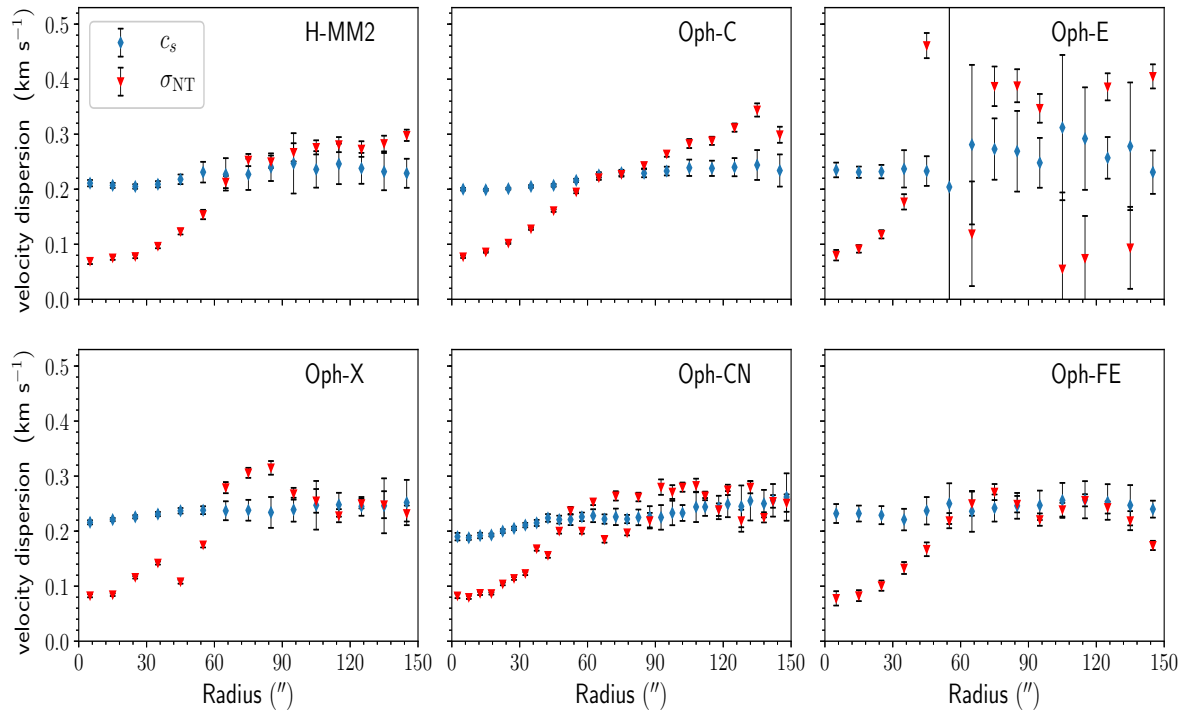 H-MM2
Oph-C
Oph-E
c_s
σ_NT
velocity dispersion (km s⁻¹)
0.5
0.4
0.3
0.2
0.1
0.0
Oph-X
Oph-CN
Oph-FE
velocity dispersion (km s⁻¹)
0.5
0.4
0.3
0.2
0.1
0.0
0 30 60 90 120 150
0 30 60 90 120 150
0 30 60 90 120 150
Radius (″)
Radius (″)
Radius (″)